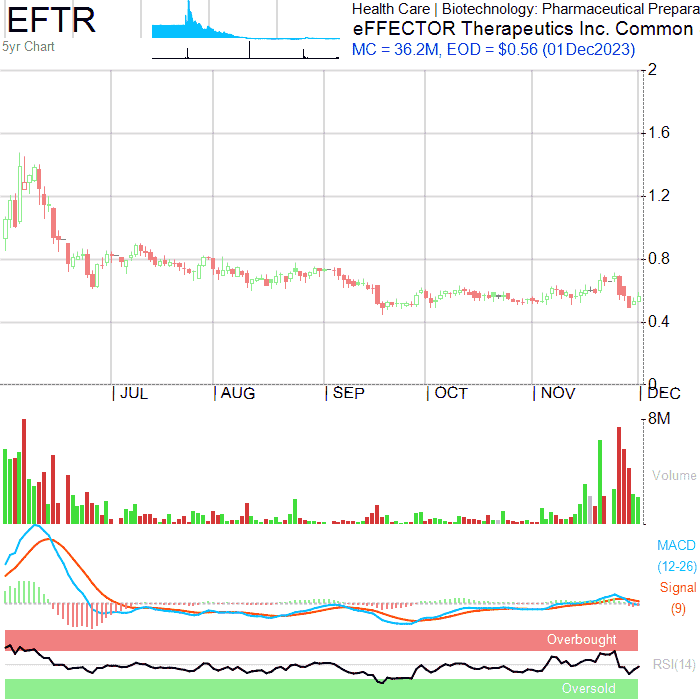 EFTR
5yr Chart
Health Care | Biotechnology: Pharmaceutical Prepara
eFFECTOR Therapeutics Inc. Common
MC = 36.2M, EOD = $0.56 (01Dec2023)
2
1.6
1.2
0.8
0.4
0
| JUL | AUG | SEP | OCT | NOV | DEC
8M
Volume
MACD
(12-26)
Signal
(9)
Overbought
RSI(14)
Oversold